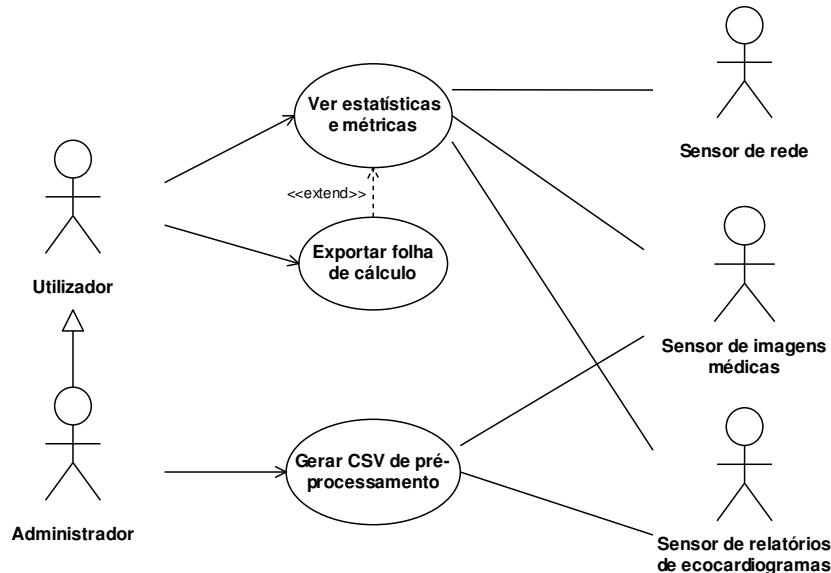 Ver estatísticas
e métricas
Sensor de rede
<<extend>>
Exportar folha
de cálculo
Utilizador
Sensor de imagens
médicas
Gerar CSV de pré-
processamento
Administrador
Sensor de relatórios
de ecocardiogramas